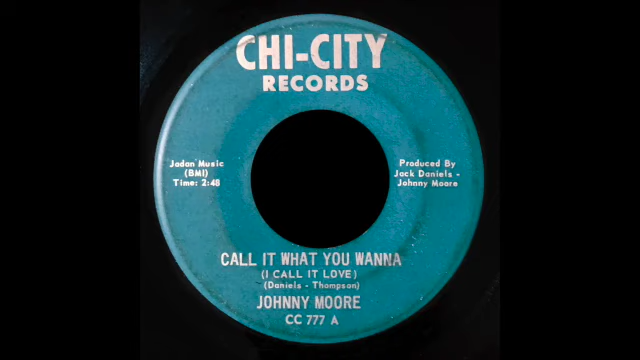 CHI-CITY
RECORDS
Jadan Music
(BMI)
Time: 2:48
Produced By
Jack Daniels -
Johnny Moore
CALL IT WHAT YOU WANNA
(I CALL IT LOVE)
(Daniels - Thompson)
JOHNNY MOORE
CC 777 A